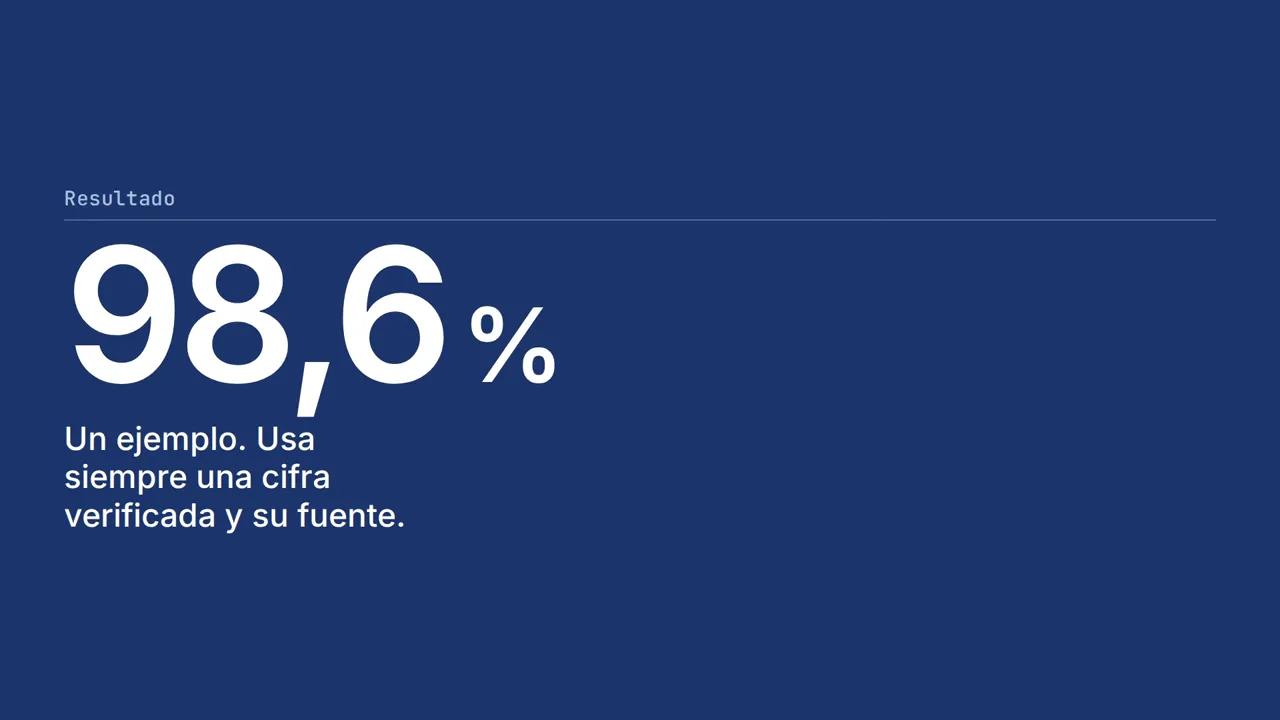 Resultado
98,6 %
Un ejemplo. Usa
siempre una cifra
verificada y su fuente.